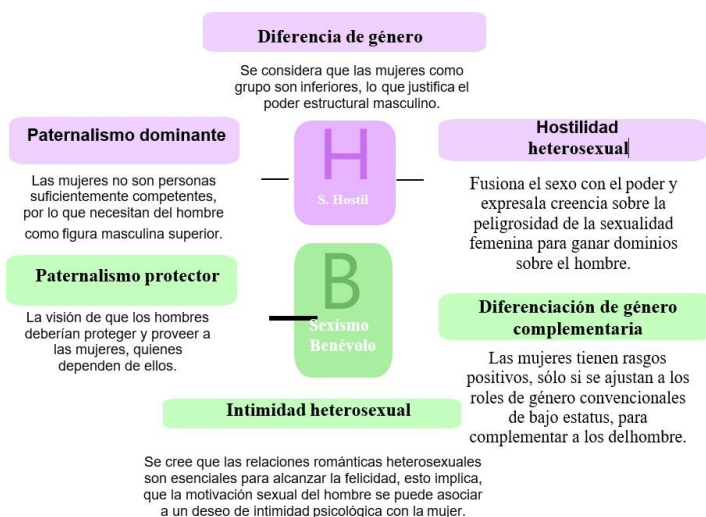 Diferencia de género
Se considera que las mujeres como
grupo son inferiores, lo que justifica el
poder estructural masculino.
Paternalismo dominante
Las mujeres no son personas
suficientemente competentes,
por lo que necesitan del hombre
como figura masculina superior.
H
S. Hostil
Hostilidad
heterosexual
Fusiona el sexo con el poder y
expresala creencia sobre la
peligrosidad de la sexualidad
femenina para ganar dominios
sobre el hombre.
Paternalismo protector
La visión de que los hombres
deberían proteger y proveer a
las mujeres, quienes
dependen de ellos.
B
Sexismo
Benévolo
Diferenciación de género
complementaria
Las mujeres tienen rasgos
positivos, sólo si se ajustan a los
roles de género convencionales
de bajo estatus, para
complementar a los delhombre.
Intimidad heterosexual
Se cree que las relaciones románticas heterosexuales
son esenciales para alcanzar la felicidad, esto implica,
que la motivación sexual del hombre se puede asociar
a un deseo de intimidad psicológica con la mujer.